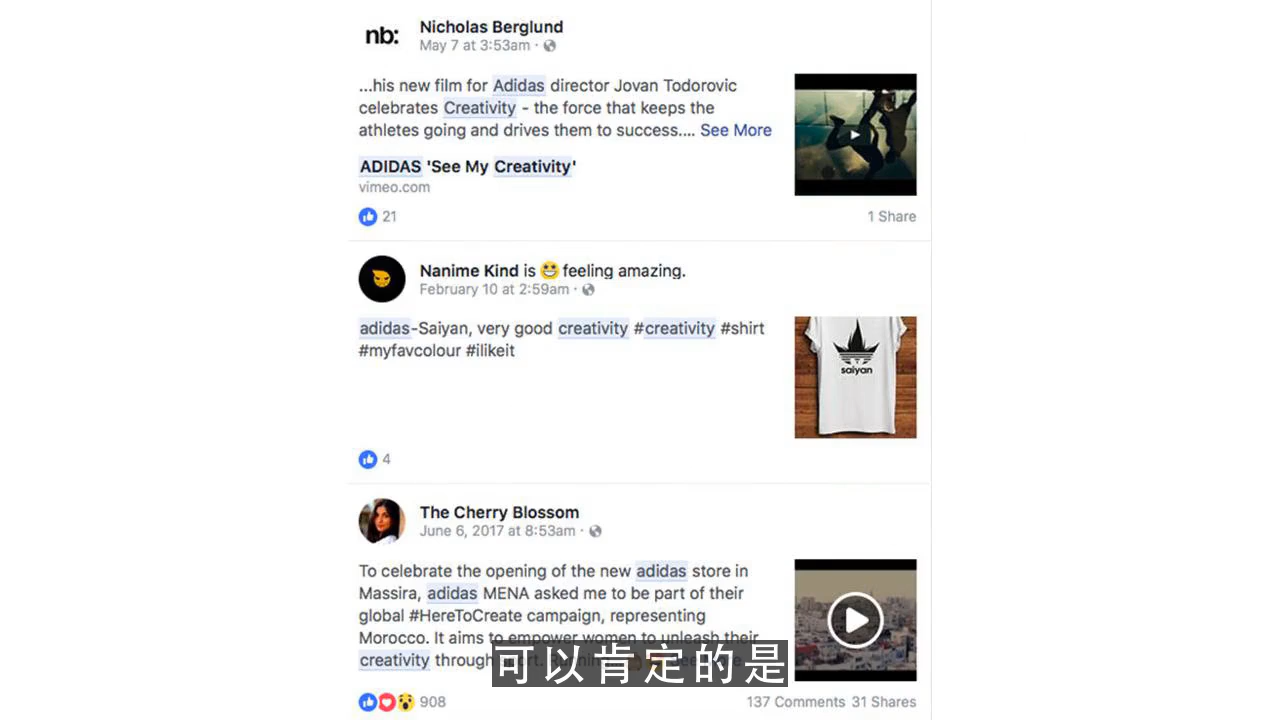 nb:
Nicholas Berglund
May 7 at 3:53am ·
...his new film for Adidas director Jovan Todorovic
celebrates Creativity - the force that keeps the
athletes going and drives them to success.... See More
ADIDAS 'See My Creativity'
vimeo.com
21
1 Share
Nanime Kind is feeling amazing.
February 10 at 2:59am ·
adidas-Saiyan, very good creativity #creativity #shirt
#myfavcolour #ilikeit
saiyan
4
The Cherry Blossom
June 6, 2017 at 8:53am ·
To celebrate the opening of the new adidas store in
Massira, adidas MENA asked me to be part of their
global #HereToCreate campaign, representing
Morocco. It aims to empower women to unleash their
creativity through
可以肯定的是
908
137 Comments 31 Shares